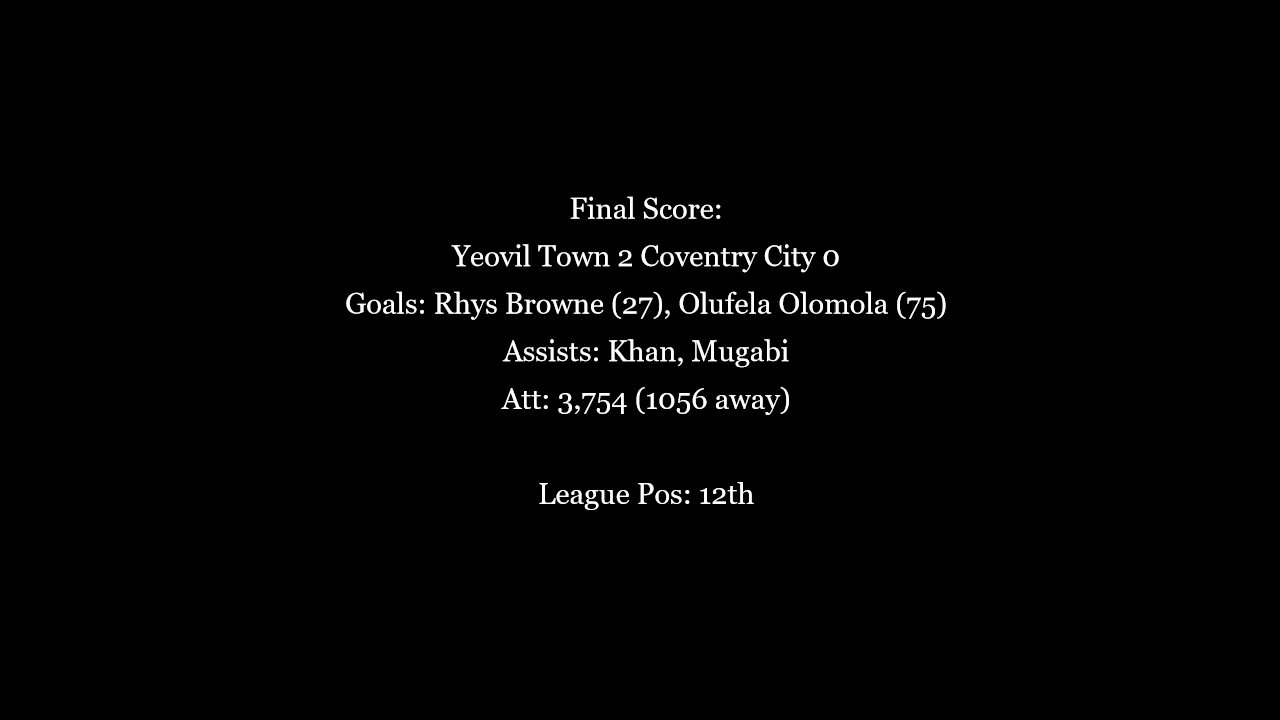 Final Score:
Yeovil Town 2 Coventry City 0
Goals: Rhys Browne (27), Olufela Olomola (75)
Assists: Khan, Mugabi
Att: 3,754 (1056 away)
League Pos: 12th